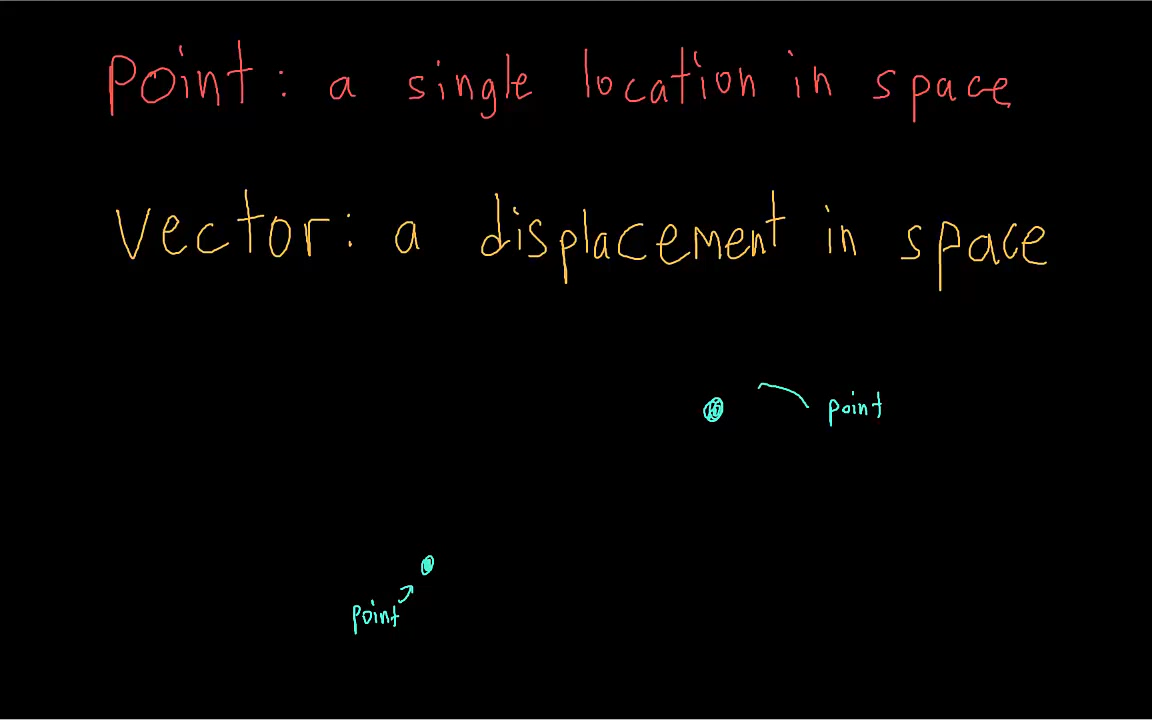 Point: a single location in space
Vector: a displacement in space
point
point